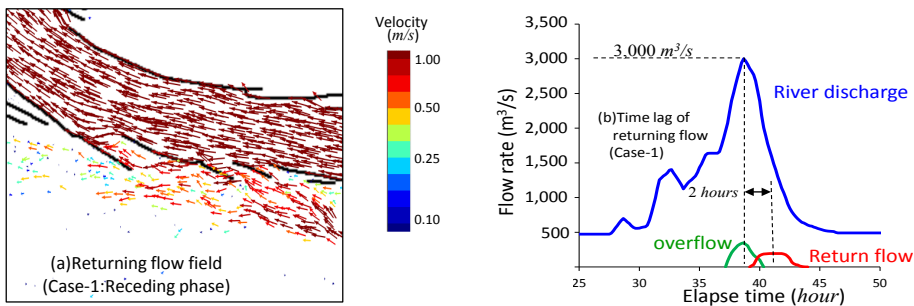 Velocity
(m/s)
1.00
0.50
0.25
0.10
(a)Returning flow field
(Case-1:Receding phase)
Flow rate (m³/s)
3,500
3,000
2,500
2,000
1,500
1,000
500
3,000 m³/s
River discharge
(b)Time lag of
returning flow
(Case-1)
2 hours
overflow
Return flow
25 30 35 40 45 50
Elapse time (hour)